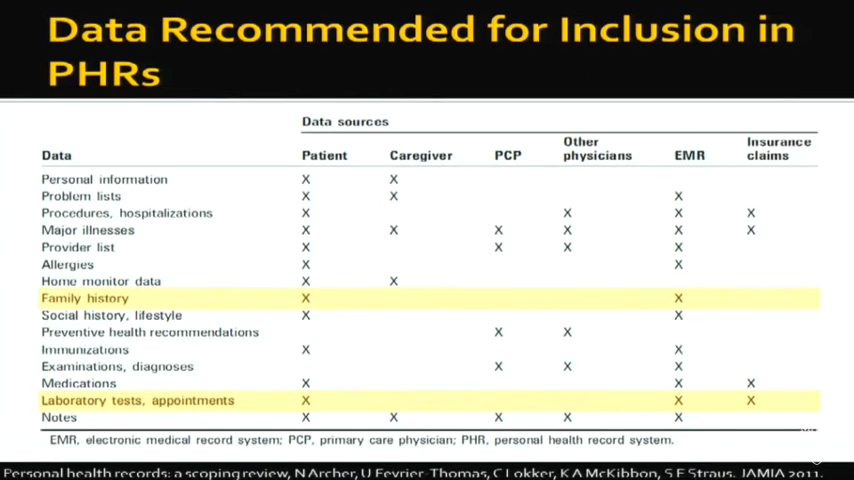 Data Recommended for Inclusion in
PHRs
Data sources
Data Patient Caregiver PCP Other physicians EMR Insurance claims
Personal information X X
Problem lists X X X
Procedures, hospitalizations X X X X
Major illnesses X X X X X X
Provider list X X X X
Allergies X X
Home monitor data X X
Family history X X
Social history, lifestyle X X
Preventive health recommendations X X
Immunizations X X
Examinations, diagnoses X X X
Medications X X X
Laboratory tests, appointments X X X
Notes X X X X X
EMR, electronic medical record system; PCP, primary care physician; PHR, personal health record system.
Personal health records: a scoping review, N Archer, U Fevrier-Thomas, C Lokker, K A McKibbon, S E Straus. JAMIA 2011.